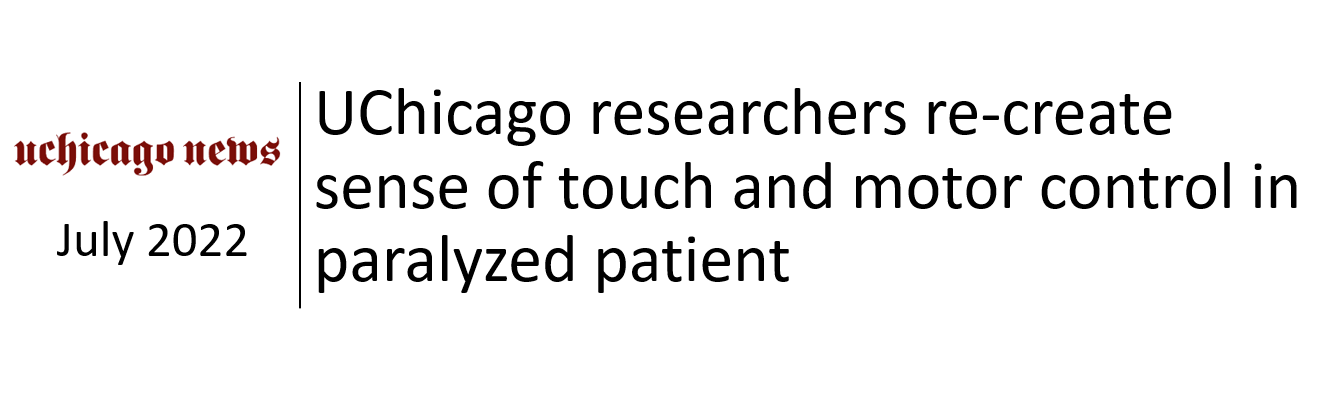 uchicago news
July 2022
UChicago researchers re-create
sense of touch and motor control in
paralyzed patient